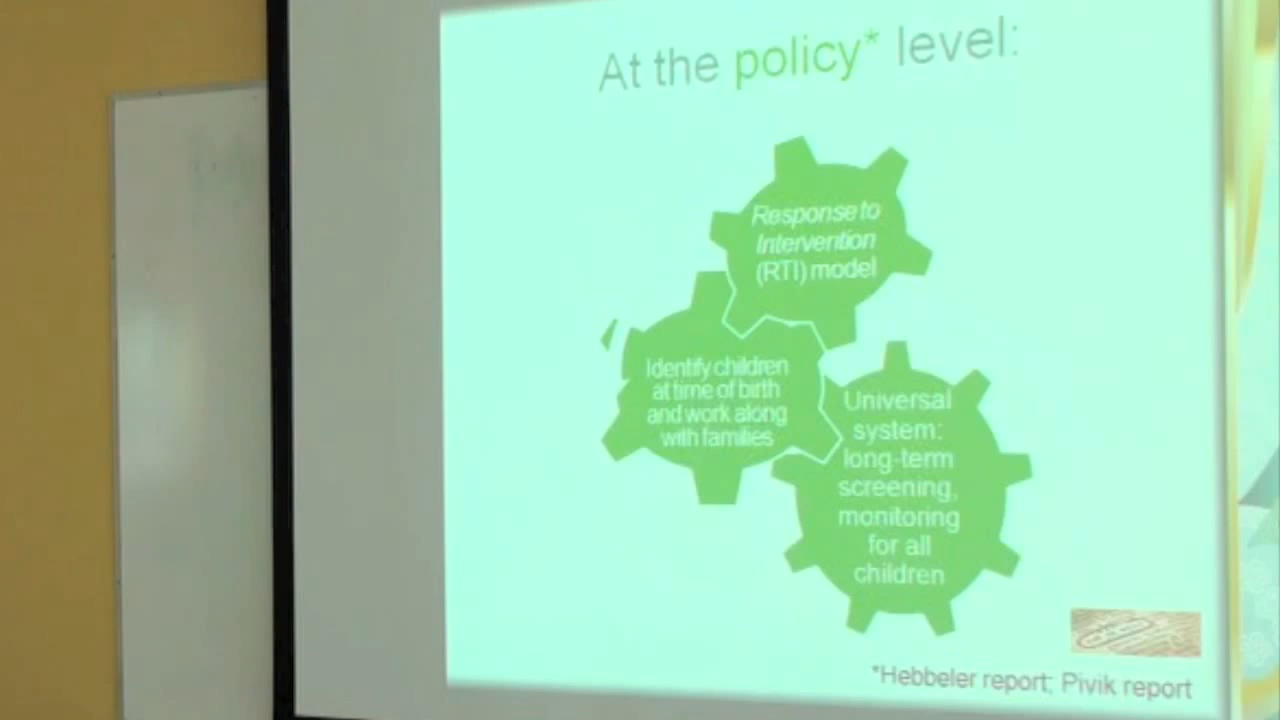 At the policy* level:
Response to
Intervention
(RTI) model
Identify children
at time of birth
and work along
with families
Universal
system:
long-term
screening,
monitoring
for all
children
*Hebbeler report; Pivik report